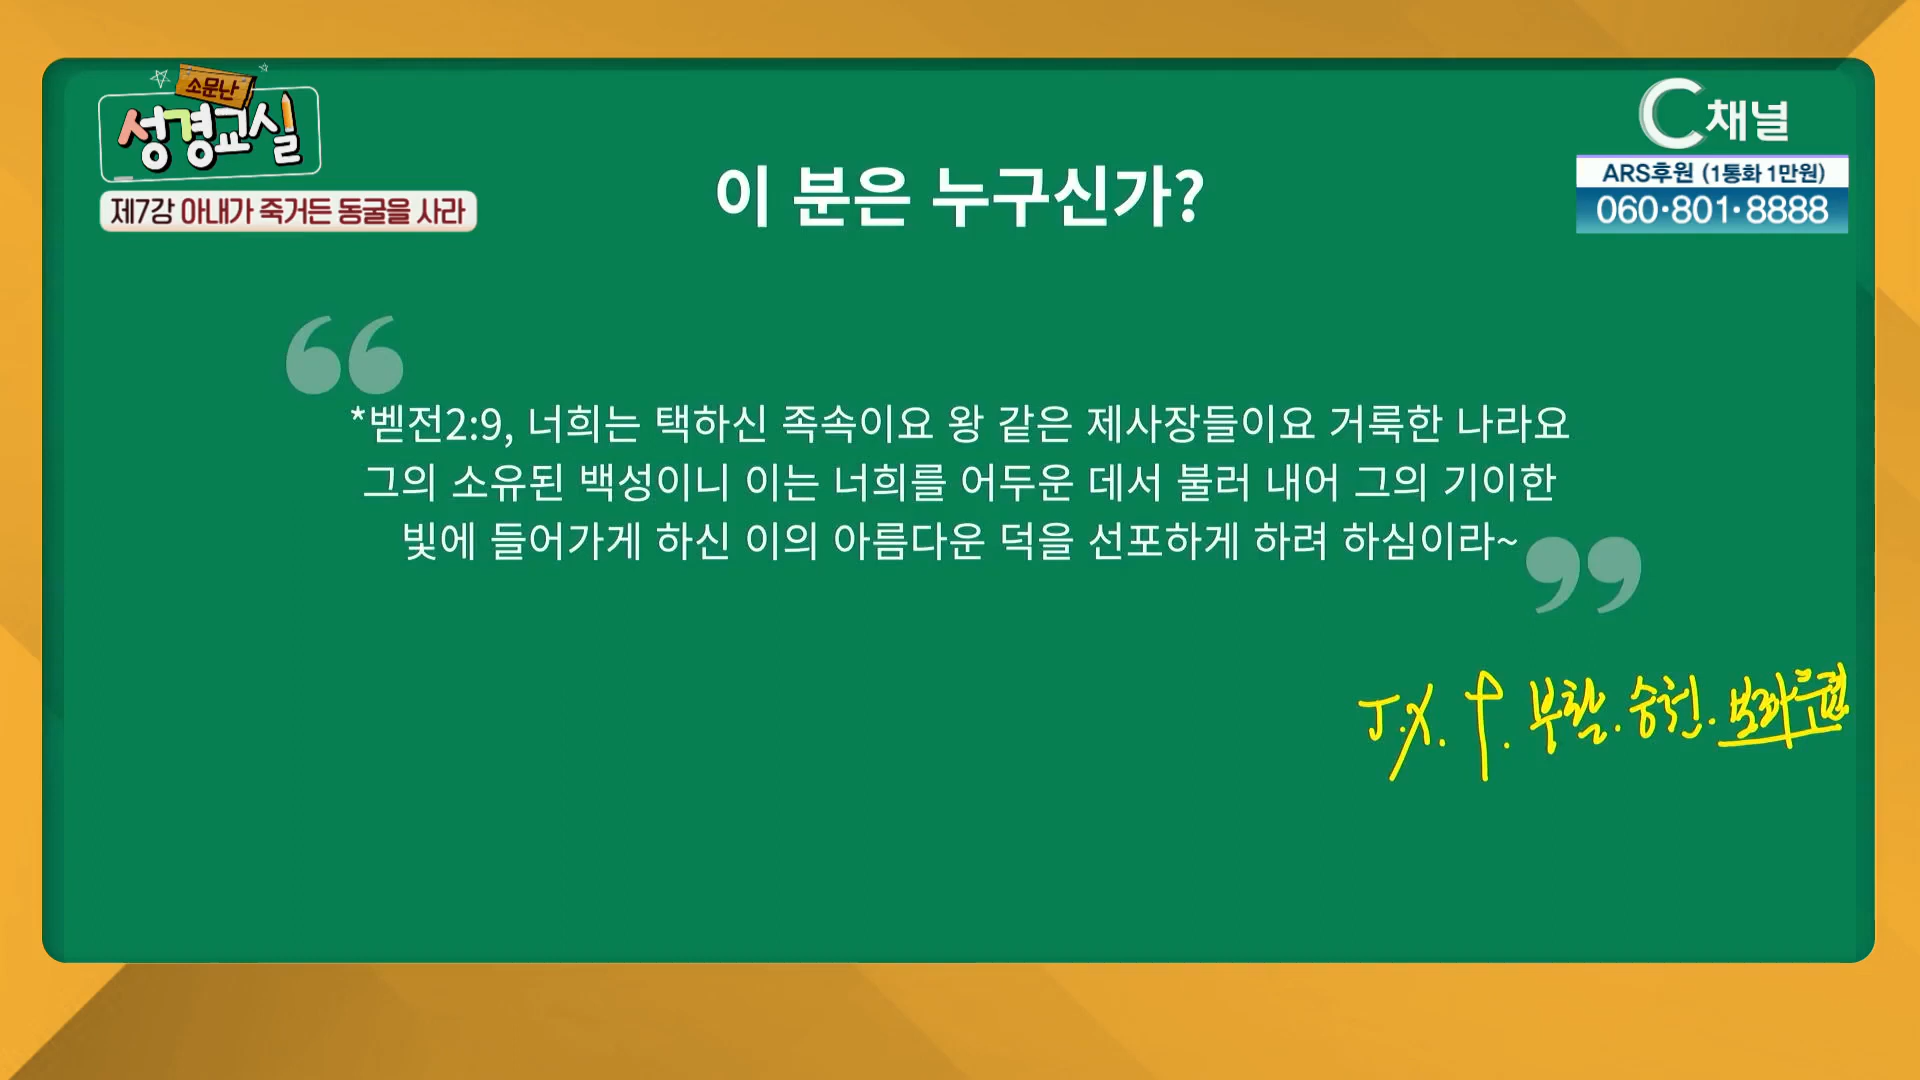 소문난
성경교실
제7강 아내가 죽거든 동굴을 사라
C채널
ARS후원 (1통화 1만원)
060·801·8888
이 분은 누구신가?
“
*벧전2:9, 너희는 택하신 족속이요 왕 같은 제사장들이요 거룩한 나라요
그의 소유된 백성이니 이는 너희를 어두운 데서 불러 내어 그의 기이한
빛에 들어가게 하신 이의 아름다운 덕을 선포하게 하려 하심이라~
”
J.X. †. 부활. 승천. 보좌우편